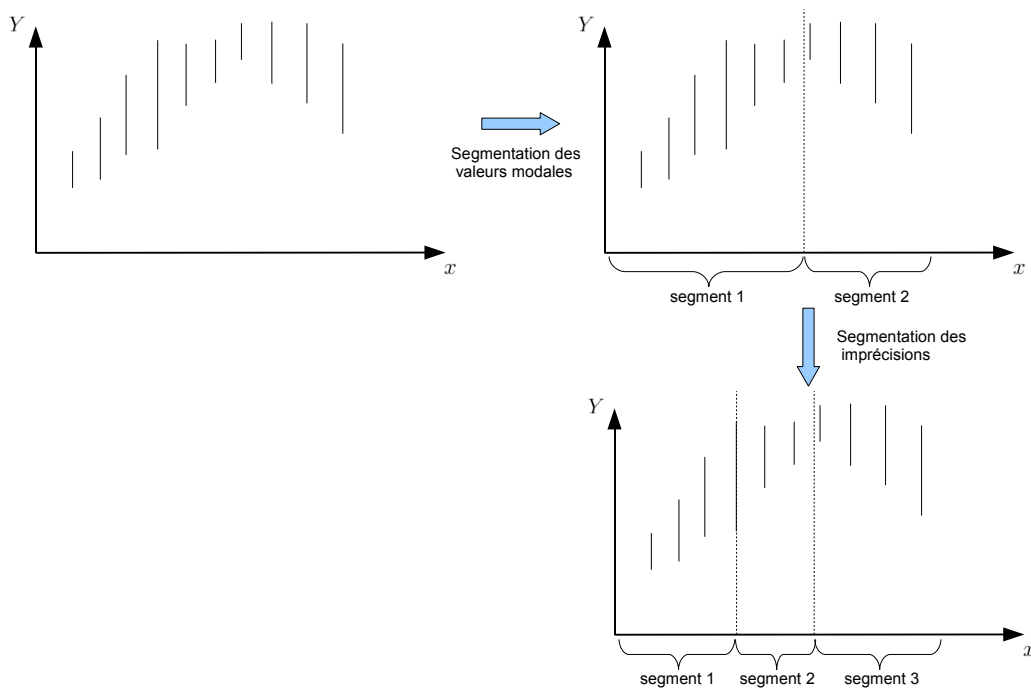 Y
x
Segmentation des
valeurs modales
Y
x
segment 1
segment 2
Segmentation des
imprécisions
Y
x
segment 1
segment 2
segment 3